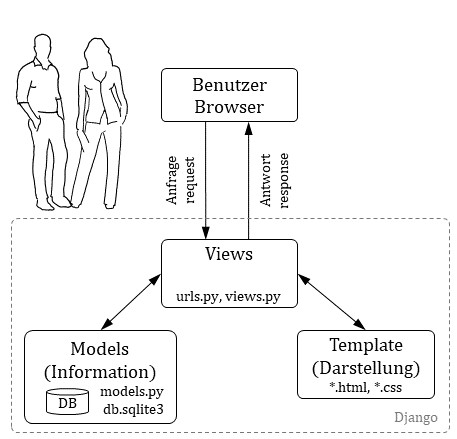 Benutzer
Browser
Anfrage
request
Antwort
response
Views
urls.py, views.py
Models
(Information)
DB
models.py
db.sqlite3
Template
(Darstellung)
*.html, *.css
Django